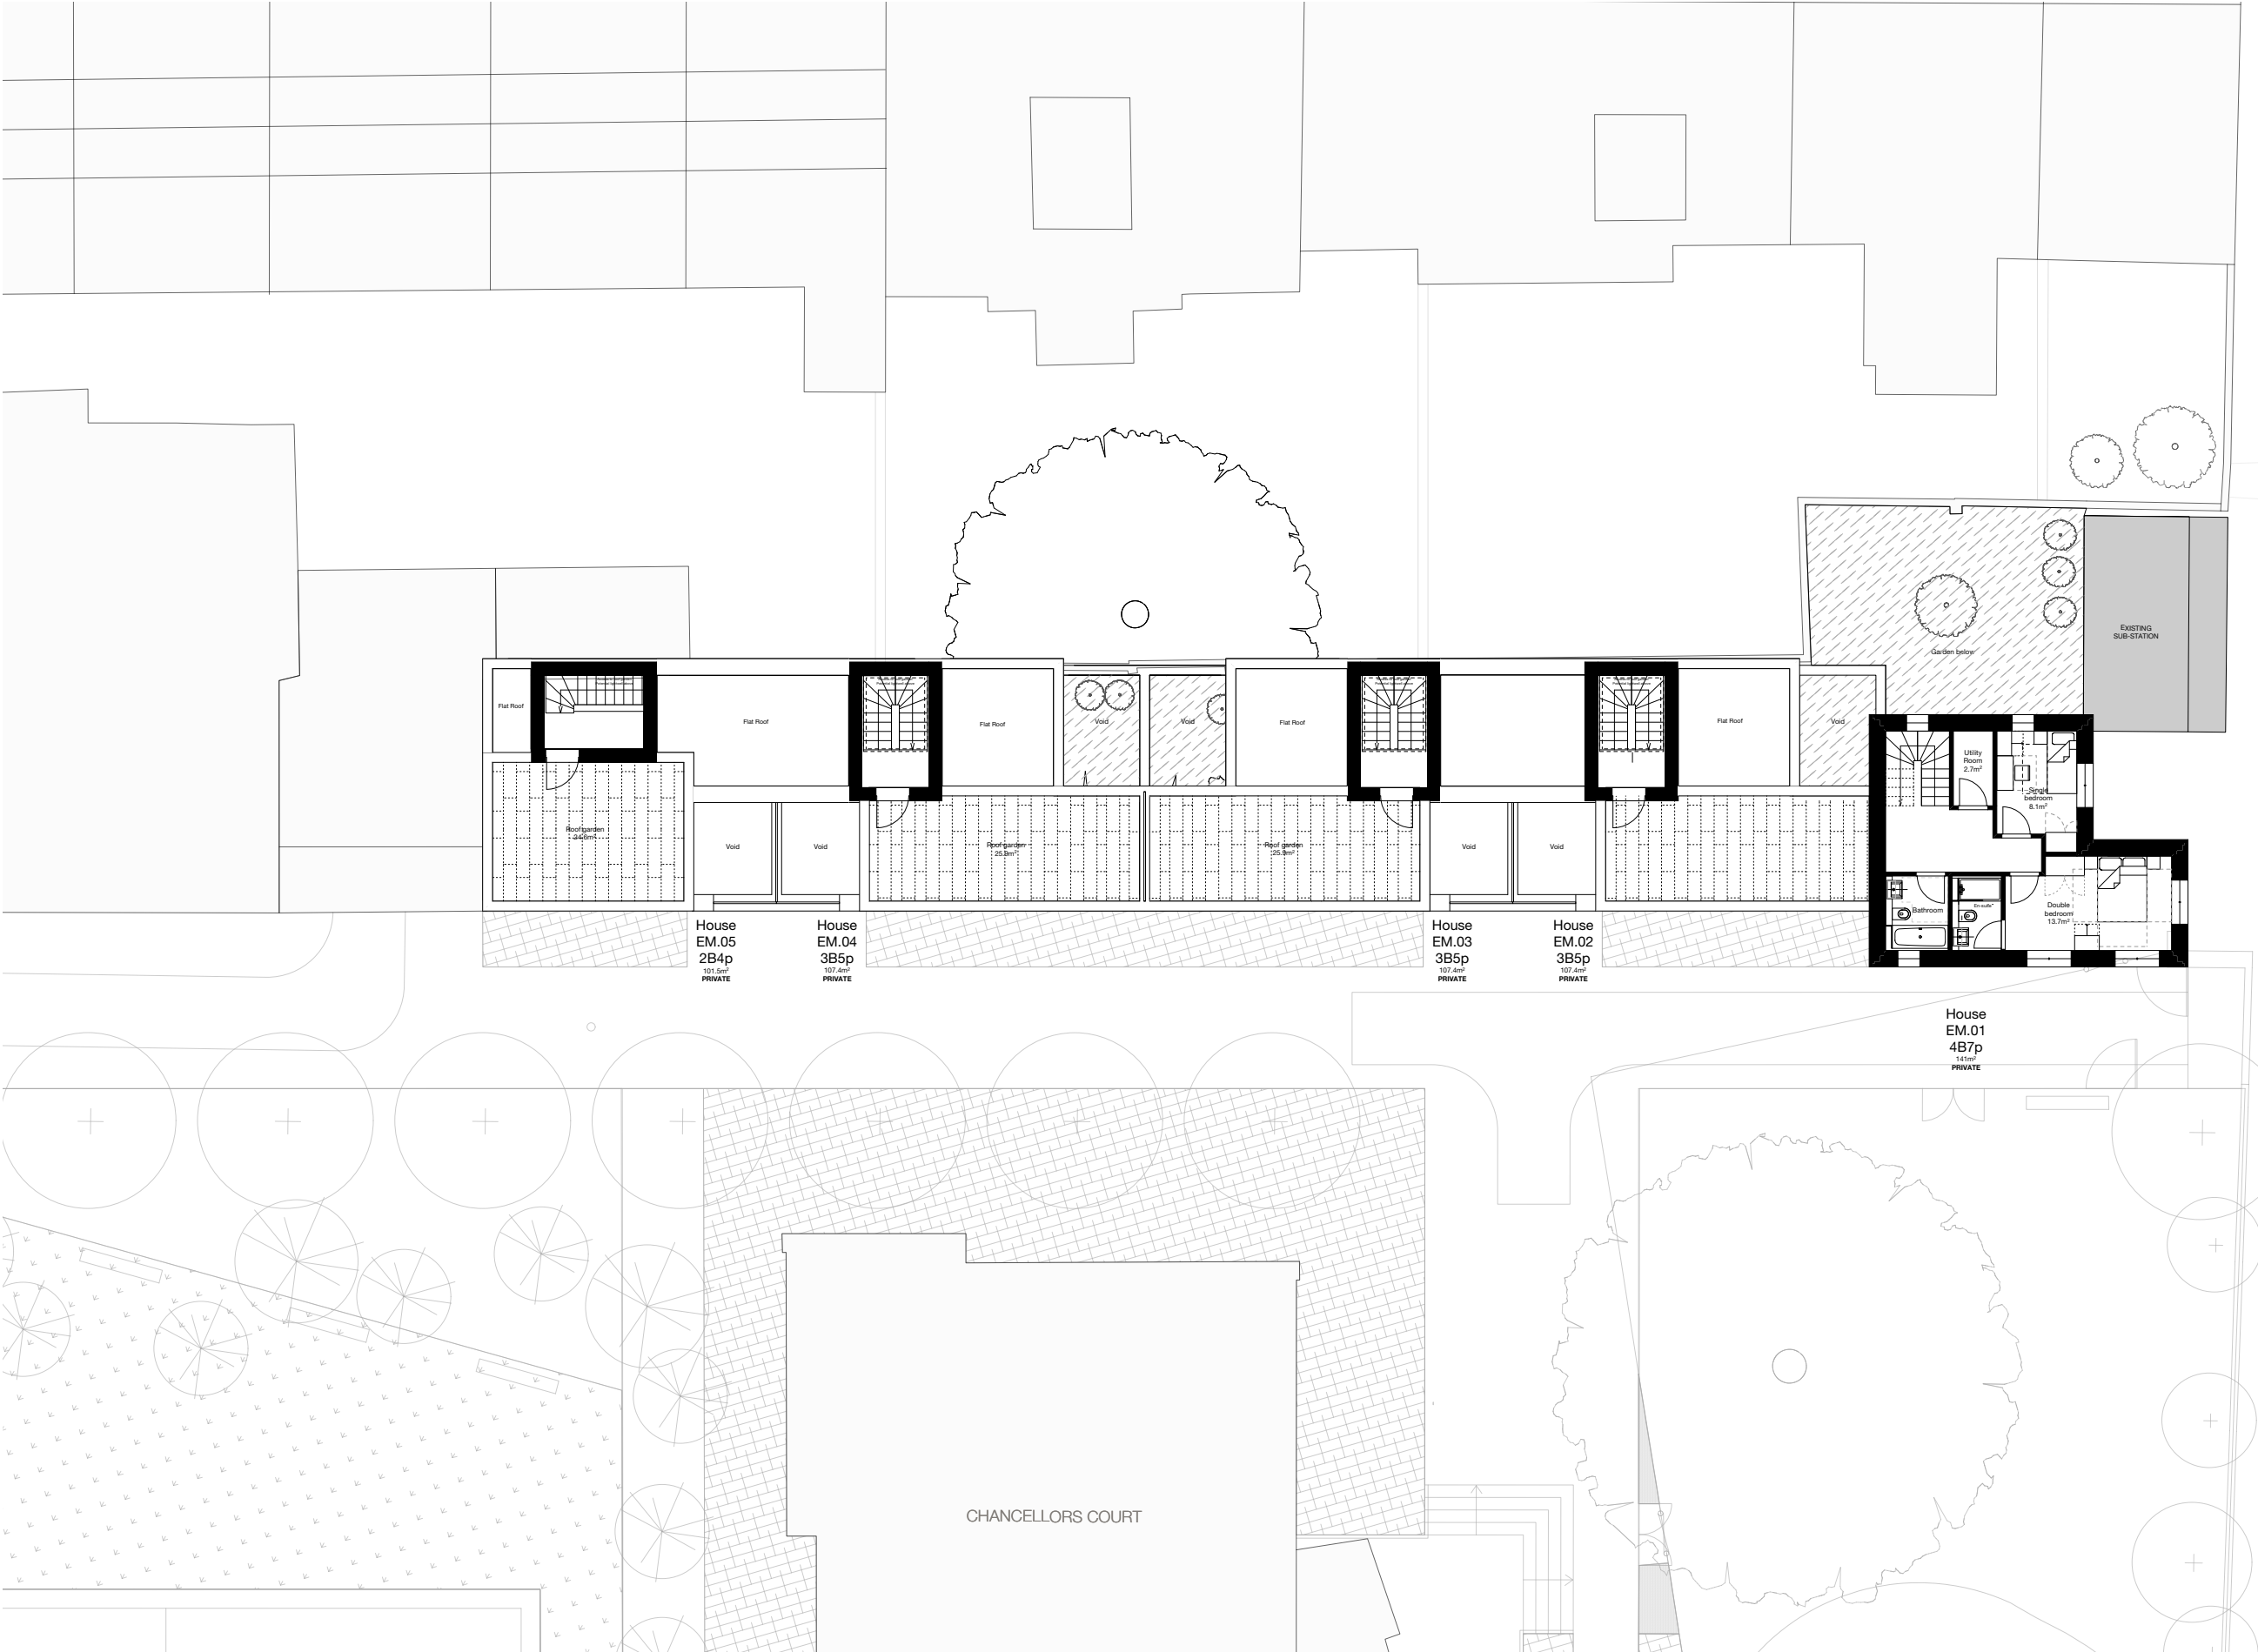 EXISTING
SUB-STATION
Garden below
Flat Roof
Flat Roof
Flat Roof
Void
Void
Flat Roof
Flat Roof
Void
Utility
Room
2.7m²
Single
bedroom
8.1m²
Roof garden
24.6m²
Void
Void
Roof garden
25.9m²
Roof garden
25.9m²
Void
Void
Bathroom
En-suite
Double
bedroom
13.7m²
House
EM.05
2B4p
101.5m²
PRIVATE
House
EM.04
3B5p
107.4m²
PRIVATE
House
EM.03
3B5p
107.4m²
PRIVATE
House
EM.02
3B5p
107.4m²
PRIVATE
House
EM.01
4B7p
141m²
PRIVATE
CHANCELLORS COURT